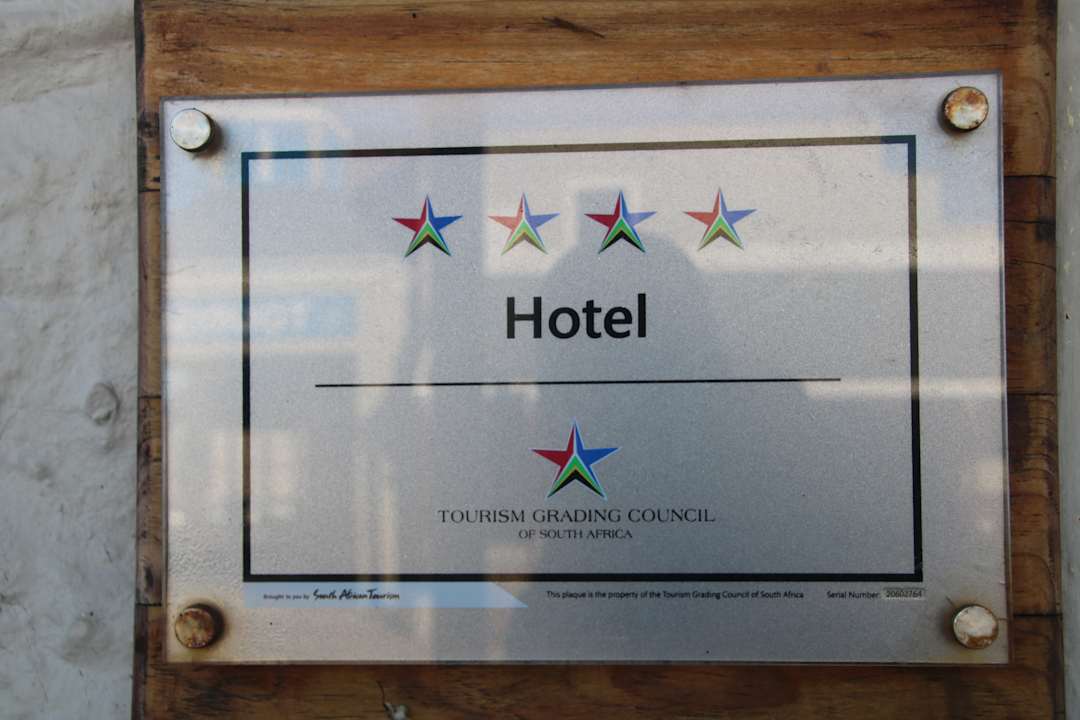 Hotel
TOURISM GRADING COUNCIL
OF SOUTH AFRICA
Brought to you by South African Tourism
This plaque is the property of the Tourism Grading Council of South Africa
Serial Number: 20602764